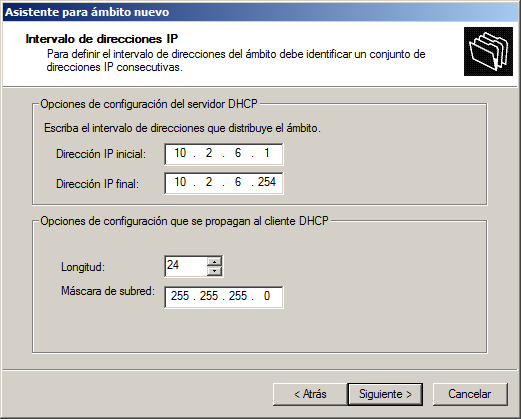 Asistente para ámbito nuevo
Intervalo de direcciones IP
Para definir el intervalo de direcciones del ámbito debe identificar un conjunto de
direcciones IP consecutivas.
Opciones de configuración del servidor DHCP
Escriba el intervalo de direcciones que distribuye el ámbito.
Dirección IP inicial: 10 . 2 . 6 . 1
Dirección IP final: 10 . 2 . 6 . 254
Opciones de configuración que se propagan al cliente DHCP
Longitud: 24
Máscara de subred: 255 . 255 . 255 . 0
< Atrás Siguiente > Cancelar